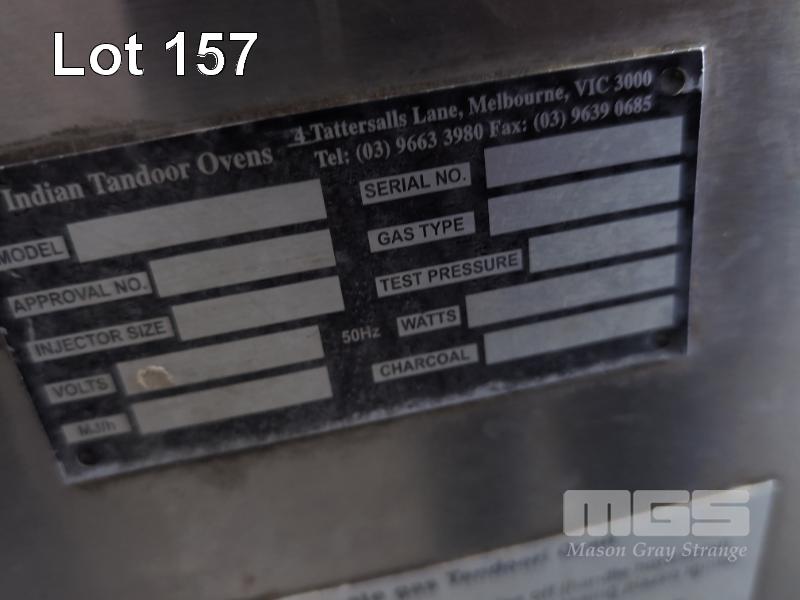 Lot 157
Indian Tandoor Ovens
4 Tattersalls Lane, Melbourne, VIC 3000
Tel: (03) 9663 3980 Fax: (03) 9639 0685
MODEL
SERIAL NO.
APPROVAL NO.
GAS TYPE
INJECTOR SIZE
TEST PRESSURE
VOLTS
50Hz
WATTS
MJ/h
CHARCOAL
MGS
Mason Gray Strange
gas Tandoor